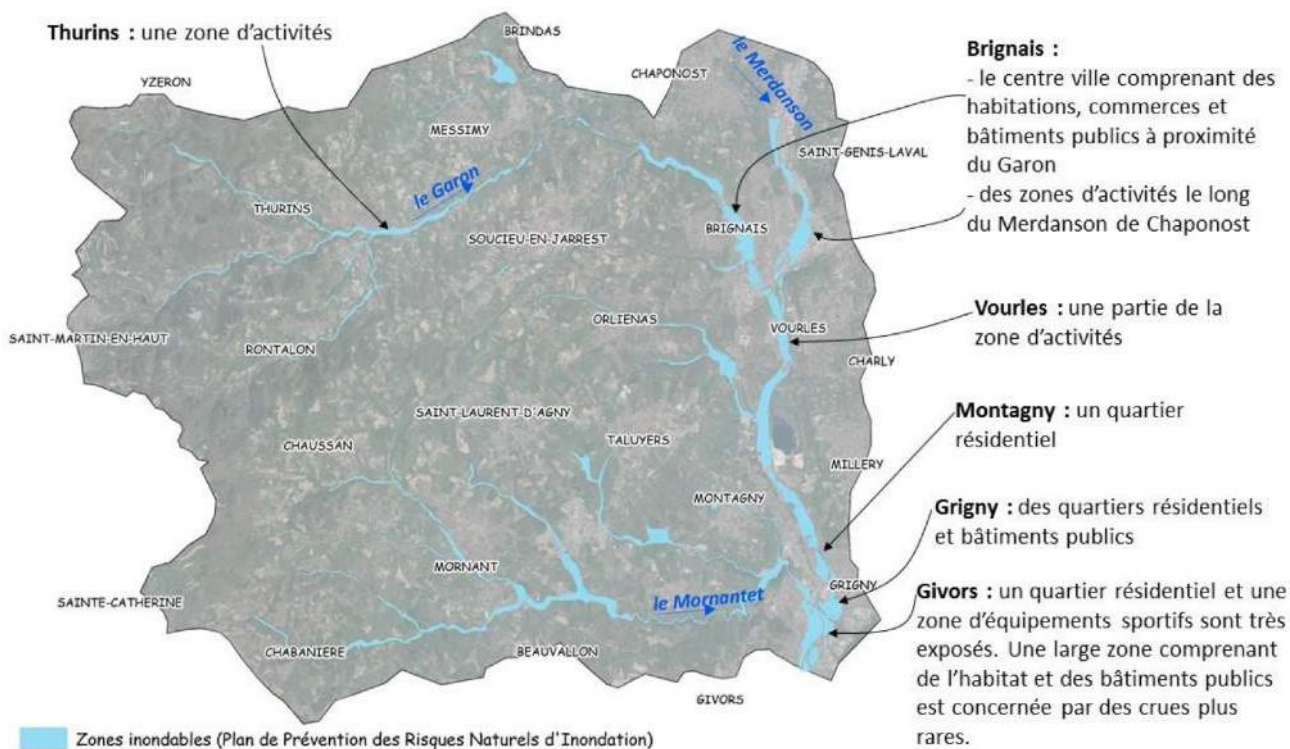 Thurins : une zone d'activités
BRINDAS
YZERON
CHAPONOST
le Merdanson
MESSIMY
SAINT-GENIS-LAVAL
le Garon
THURINS
SOUCIEU-EN-JARREST
BRIGNAIS
ORLIENAS
VOURLES
SAINT-MARTIN-EN-HAUT
RONTALON
CHARLY
SAINT-LAURENT-D'AGNY
CHAUSSAN
TALUYERS
MILLERY
MONTAGNY
MORNANT
GRIGNY
SAINTE-CATHERINE
le Mornantet
CHABANIERE
BEAUVALLON
GIVORS
Brignais :
- le centre ville comprenant des
habitations, commerces et
bâtiments publics à proximité
du Garon
- des zones d'activités le long
du Merdanson de Chaponost
Vourles : une partie de la
zone d'activités
Montagny : un quartier
résidentiel
Grigny : des quartiers résidentiels
et bâtiments publics
Givors : un quartier résidentiel et une
zone d'équipements sportifs sont très
exposés. Une large zone comprenant
de l'habitat et des bâtiments publics
est concernée par des crues plus
rares.
Zones inondables (Plan de Prévention des Risques Naturels d'Inondation)